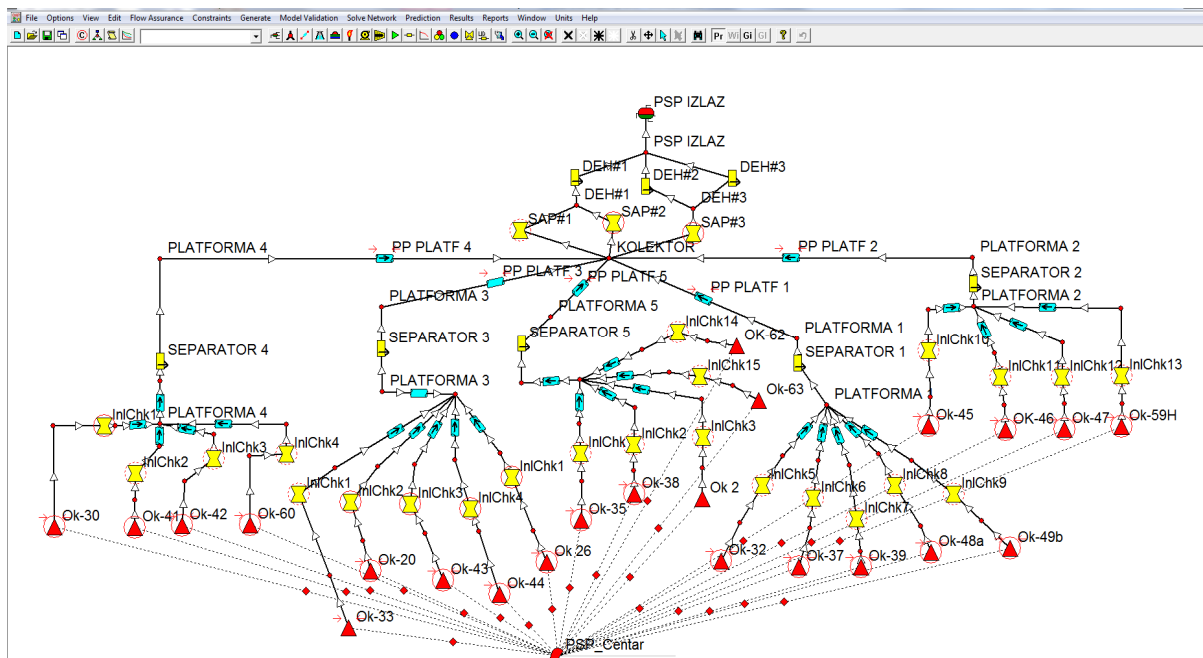 File Options View Edit Flow Assurance Constraints Generate Model Validation Solve Network Prediction Results Reports Window Units Help
Pr Wi Gi GI
PSP IZLAZ
PSP IZLAZ
DEH#1 DEH#2 DEH#3
DEH#1 DEH#3
SAP#1 SAP#2 SAP#3
PLATFORMA 4 PP PLATF 4 KOLEKTOR PP PLATF 2 PLATFORMA 2
PP PLATF 3 PP PLATF 5 SEPARATOR 2
PLATFORMA 3 PP PLATF 1 PLATFORMA 2
PLATFORMA 5
SEPARATOR 4 SEPARATOR 3 SEPARATOR 5 InlChk14 OK-62 PLATFORMA 1
SEPARATOR 1
InlChk15 InlChk11 InlChk12 InlChk13
PLATFORMA 3 Ok-63
InlChk1 PLATFORMA 4 Ok-45 OK-46 Ok-47 Ok-59H
InlChk2 InlChk3 InlChk4 InlChk2 InlChk3
InlChk1 InlChk2 InlChk3 InlChk4 InlChk1 InlChk5 InlChk6 InlChk7 InlChk8 InlChk9
Ok-38 Ok 2
Ok-30 Ok-41 Ok-42 Ok-60 Ok-35
Ok-20 Ok-43 Ok-44 Ok-26 Ok-32 Ok-37 Ok-39 Ok-48a Ok-49b
Ok-33
PSP_Centar